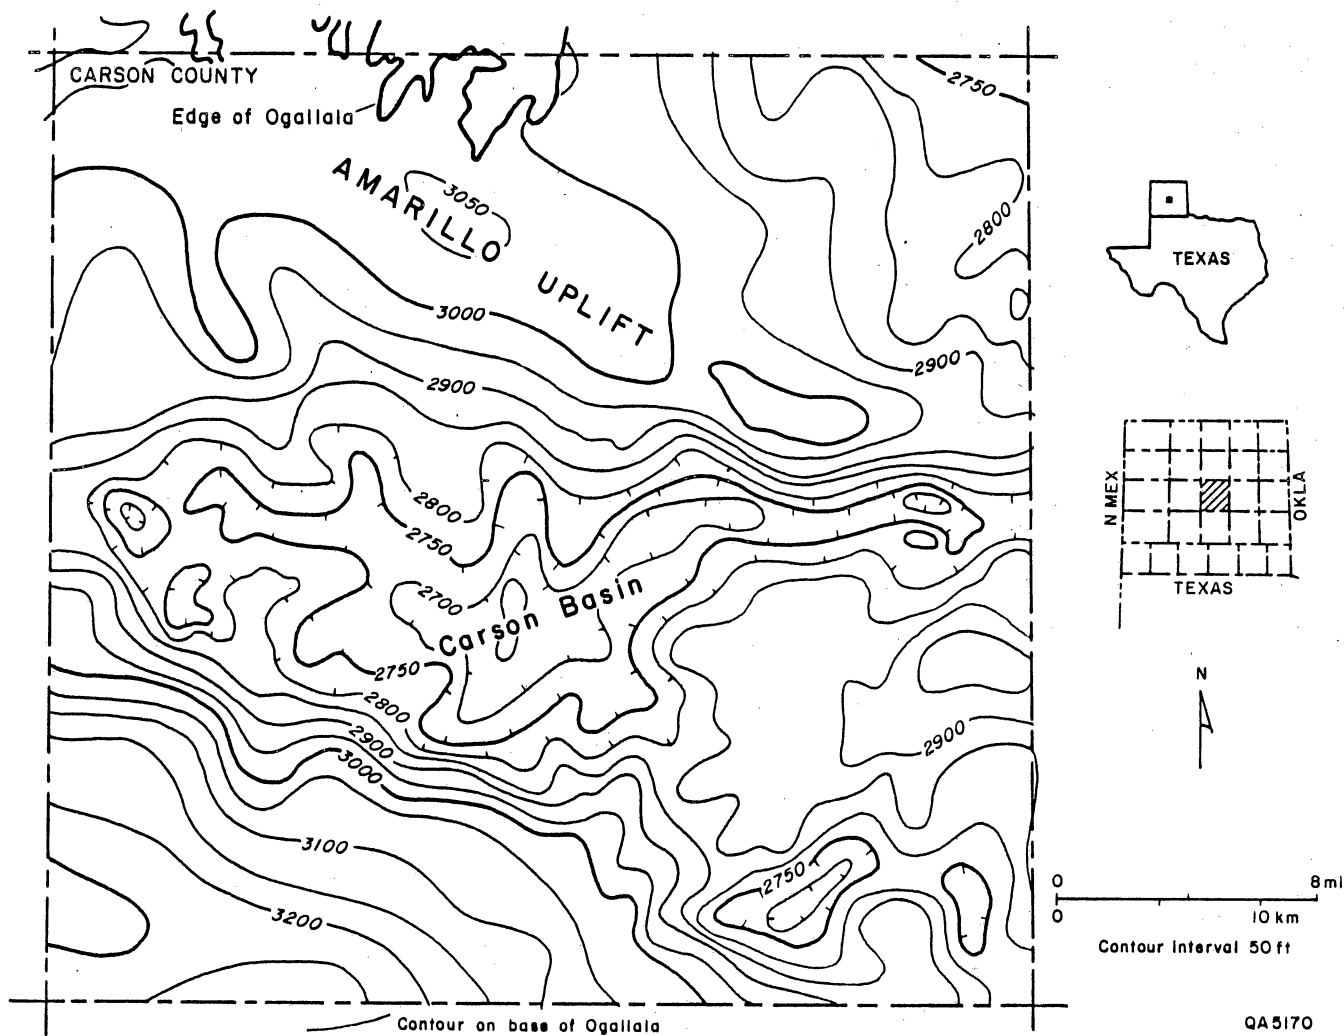 CARSON COUNTY
2750
Edge of Ogallala
AMARILLO
3050
2800
TEXAS
UPLIFT
3000
2900
2900
N MEX
OKLA
2800
2750
TEXAS
2700
Carson Basin
2750
N
2800
2900
2900
3000
3100
2750
0
8 mi
0
10 km
3200
Contour Interval 50 ft
Contour on base of Ogallala
QA5170